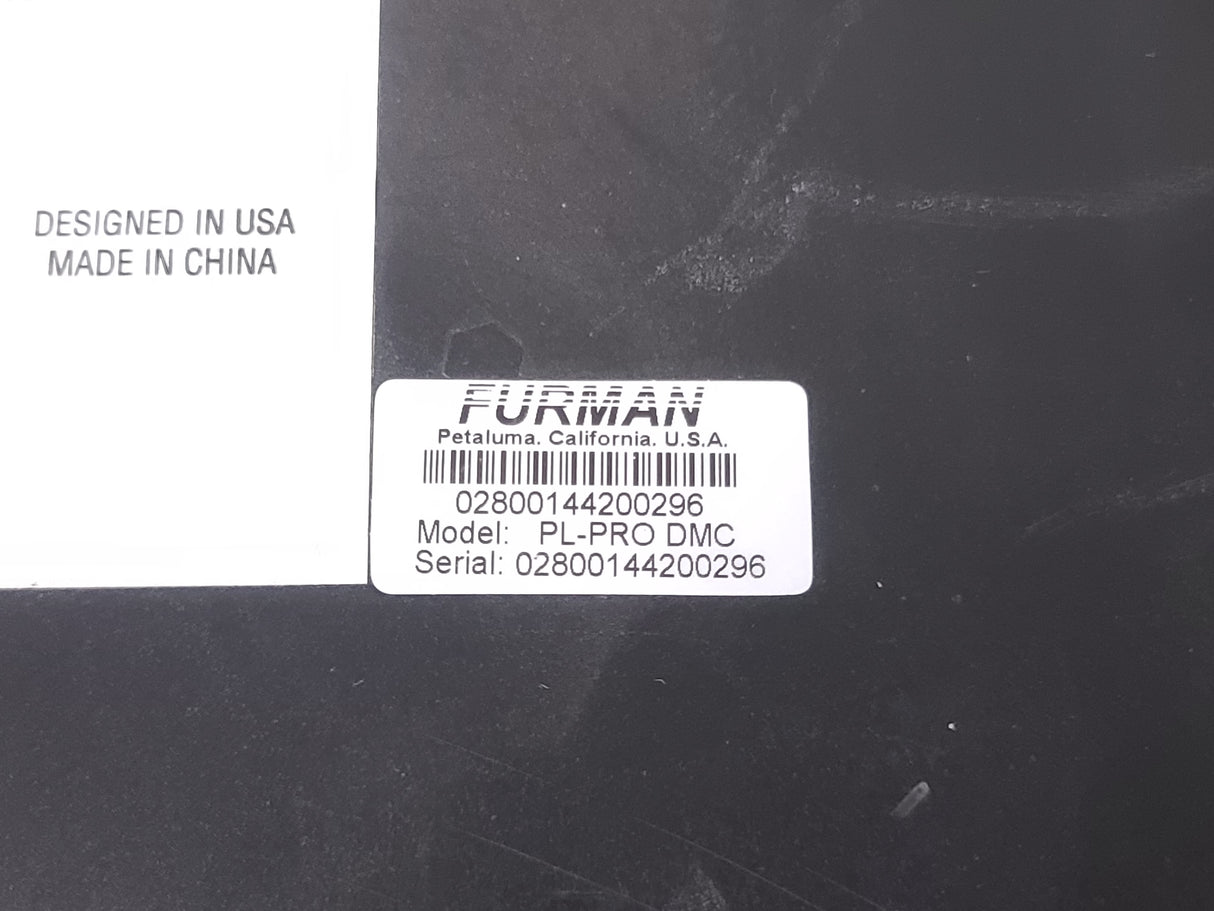 DESIGNED IN USA
MADE IN CHINA
FURMAN
Petaluma. California. U.S.A.
02800144200296
Model: PL-PRO DMC
Serial: 02800144200296